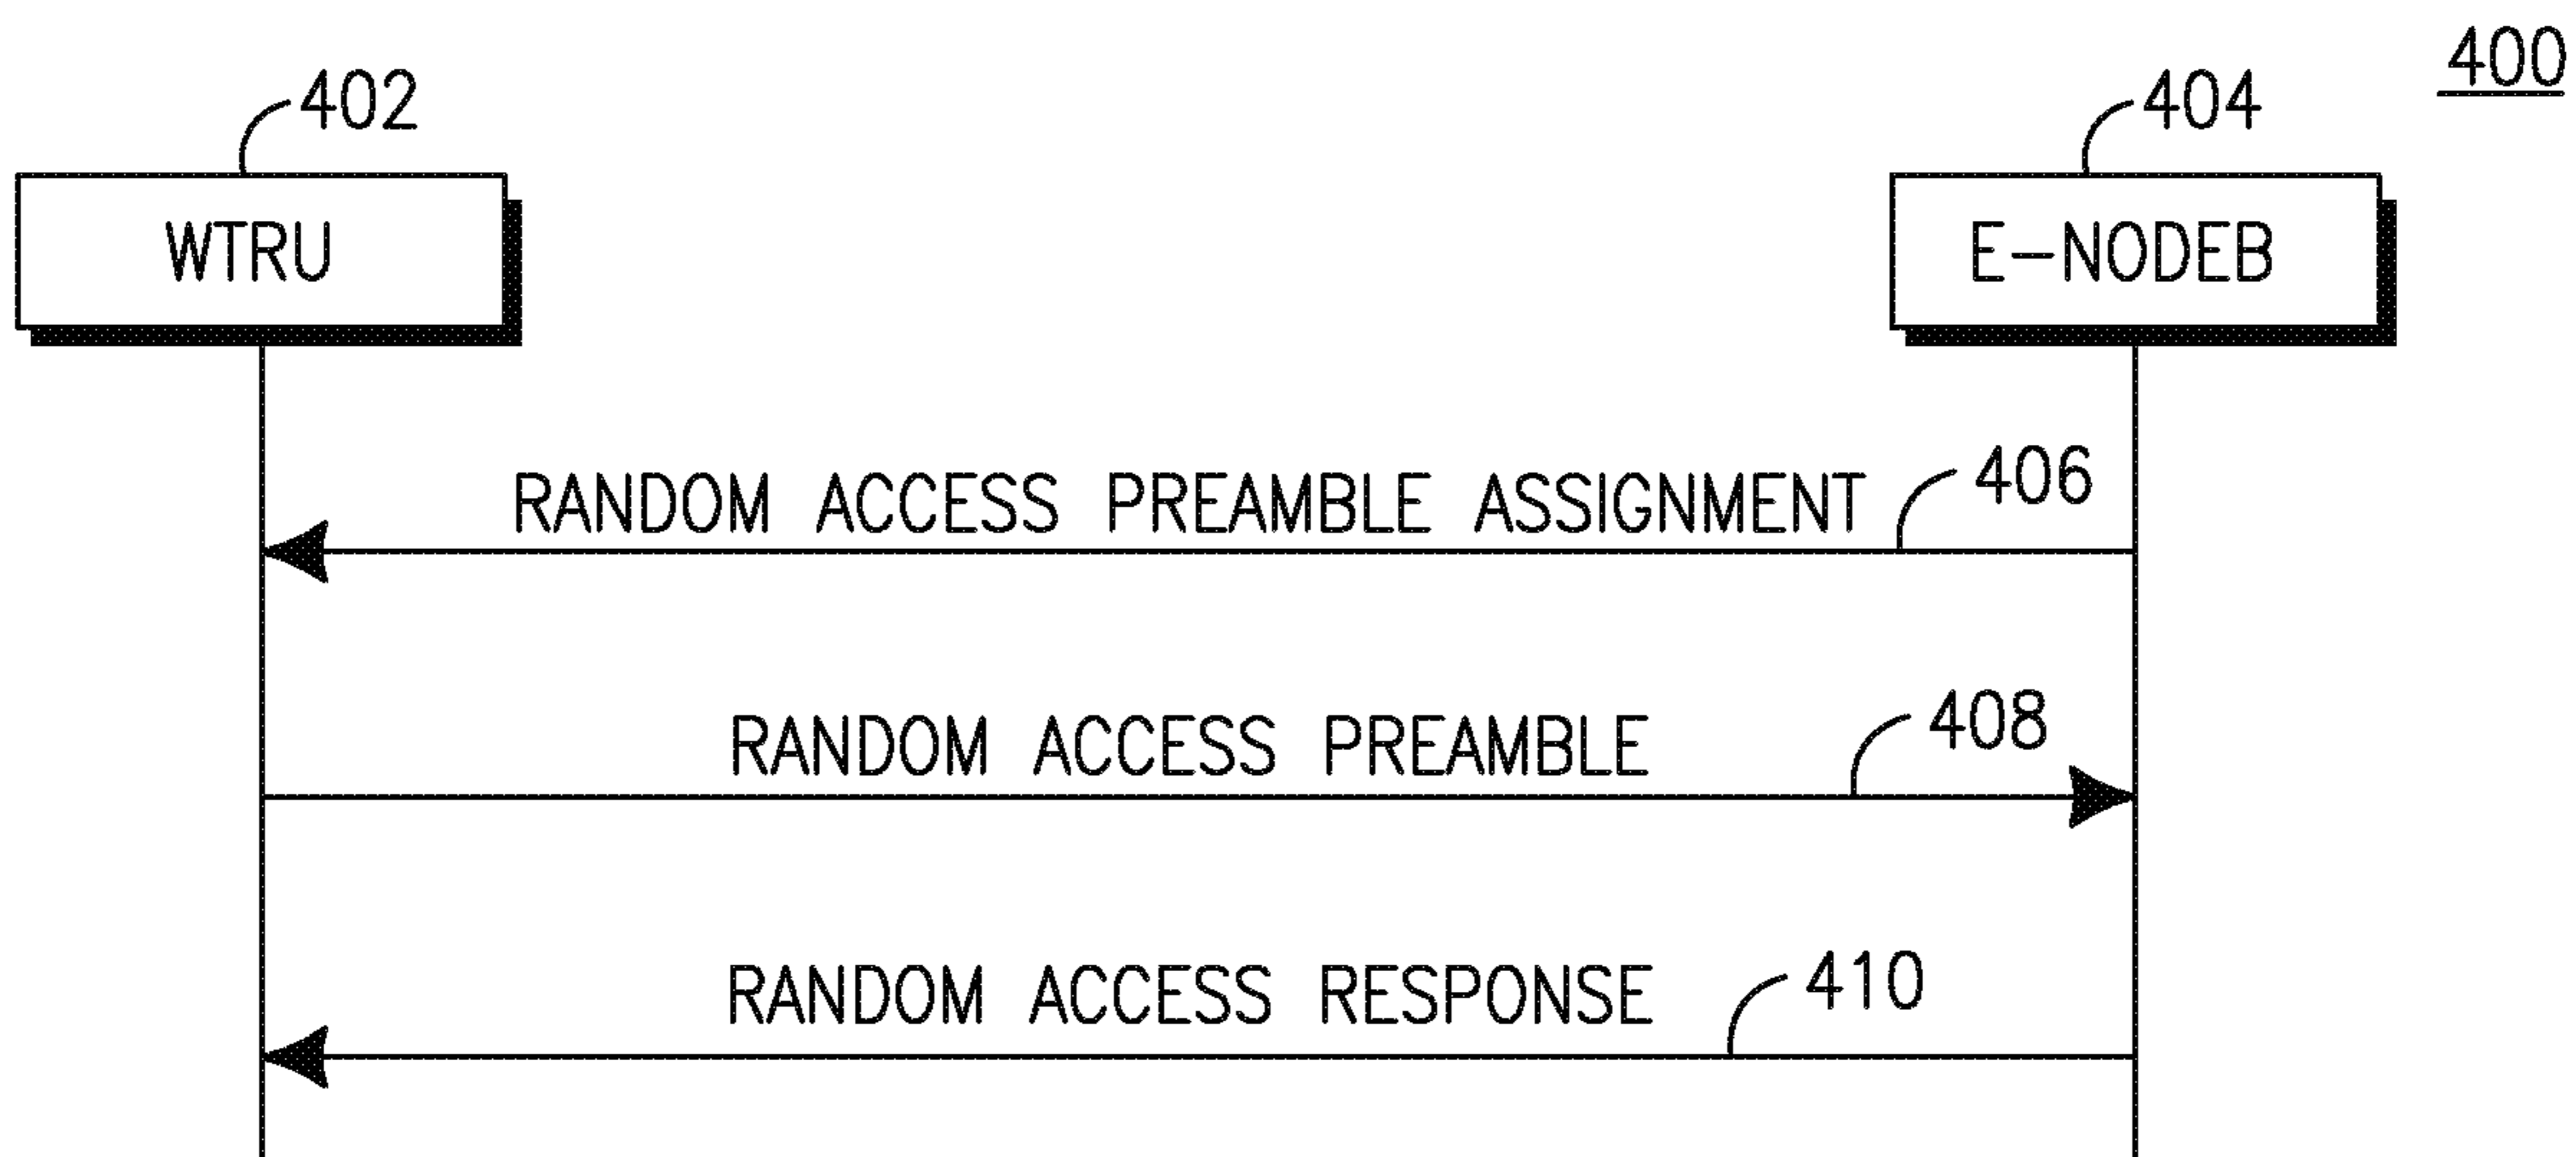 400
402
404
WTRU
E-NODEB
RANDOM ACCESS PREAMBLE ASSIGNMENT
406
RANDOM ACCESS PREAMBLE
408
RANDOM ACCESS RESPONSE
410